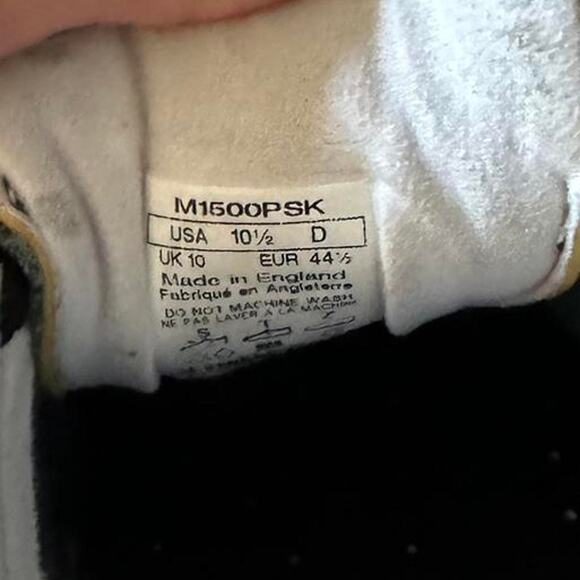 M1500PSK
USA 10½ D
UK 10 EUR 44½
Made in England
Fabriqué en Angleterre
DO NOT MACHINE WASH
NE PAS LAVER A LA MACHINE